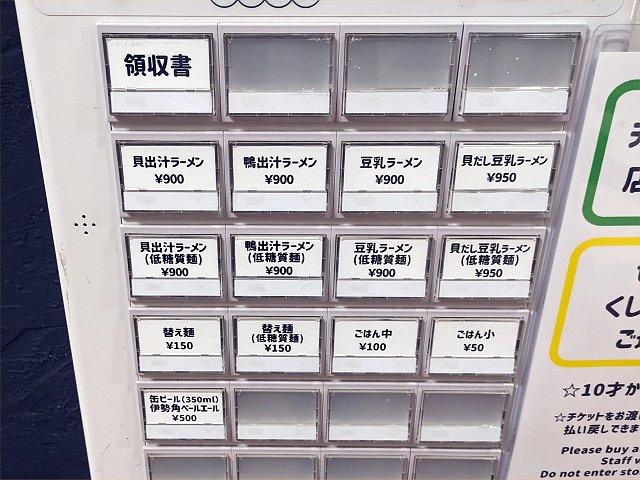 領収書
貝出汁ラーメン
¥900
鴨出汁ラーメン
¥900
豆乳ラーメン
¥900
貝だし豆乳ラーメン
¥950
貝出汁ラーメン
(低糖質麺)
¥900
鴨出汁ラーメン
(低糖質麺)
¥900
豆乳ラーメン
(低糖質麺)
¥900
貝だし豆乳ラーメン
(低糖質麺)
¥950
替え麺
¥150
替え麺
(低糖質麺)
¥150
ごはん中
¥100
ごはん小
¥50
缶ビール(350ml)
伊勢角ペールエール
¥500
くし
☆10才か
☆チケットをお渡し
払い戻しできま
Please buy a
Staff w
Do not enter sto